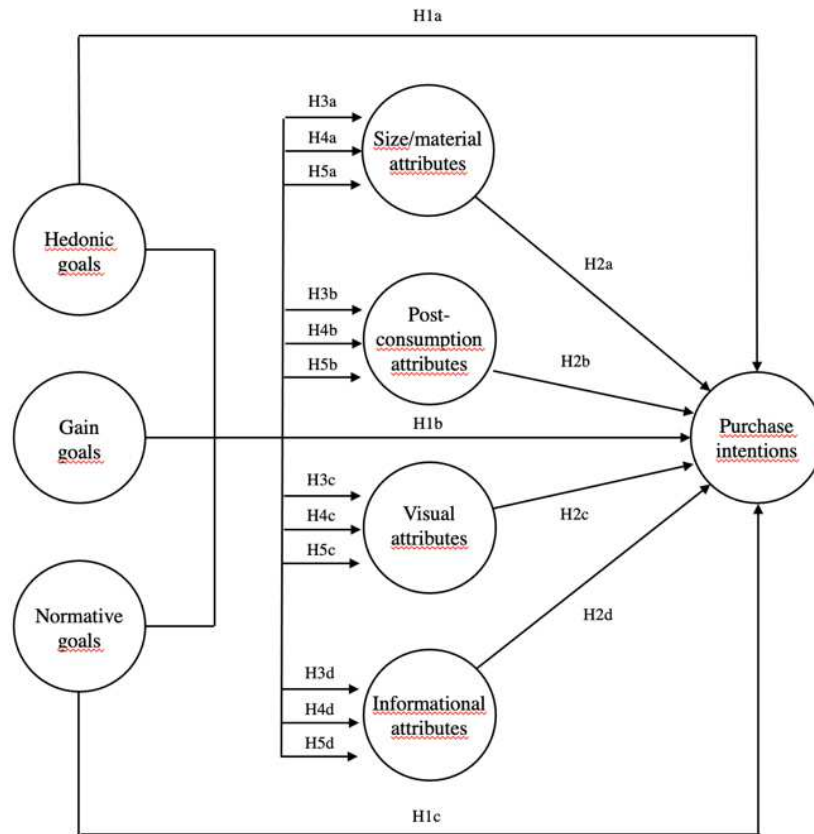 H1a
H3a
H4a
H5a
Size/material
attributes
Hedonic
goals
H2a
H3b
H4b
H5b
Post-
consumption
attributes
H2b
Gain
goals
H1b
Purchase
intentions
H3c
H4c
H5c
Visual
attributes
H2c
Normative
goals
H2d
H3d
H4d
H5d
Informational
attributes
H1c